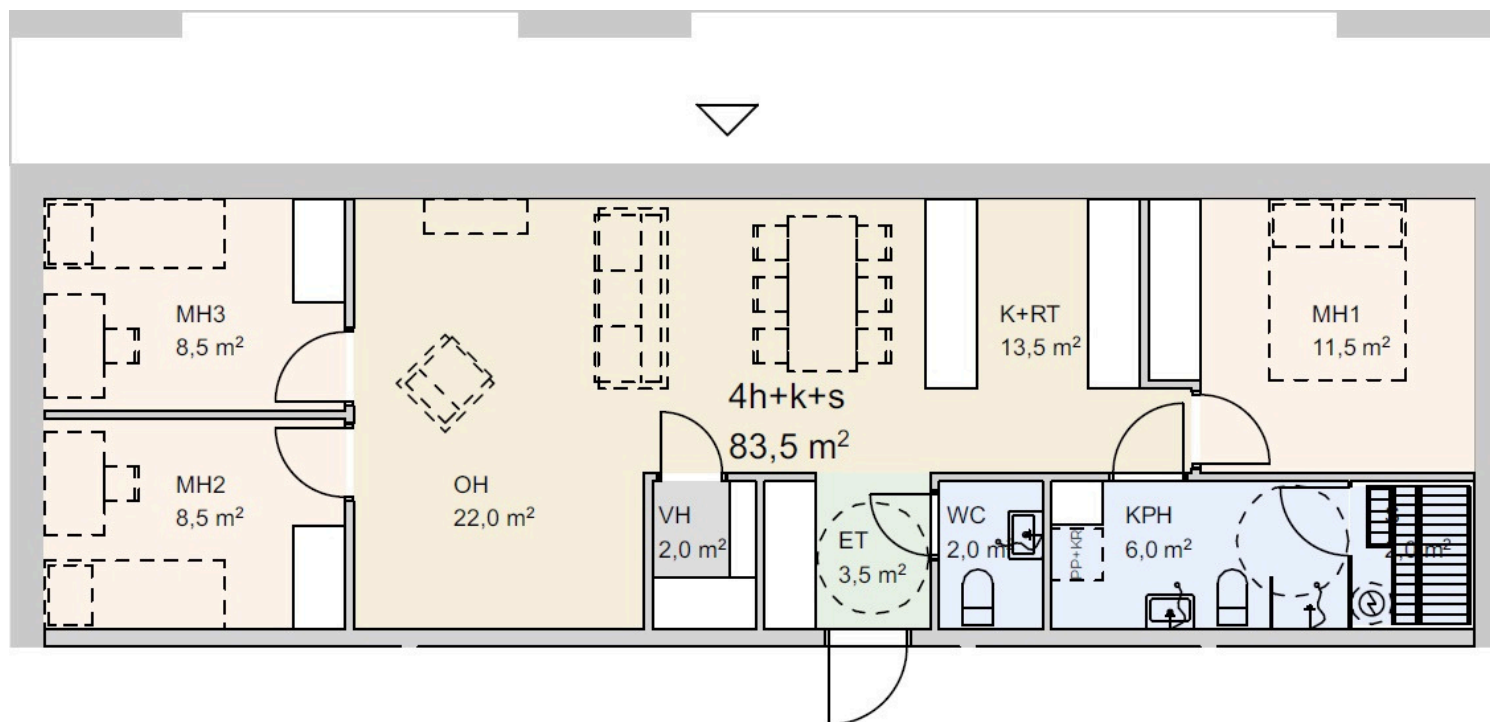 MH3
8,5 m²
MH2
8,5 m²
OH
22,0 m²
4h+k+s
83,5 m²
K+RT
13,5 m²
MH1
11,5 m²
VH
2,0 m²
ET
3,5 m²
WC
2,0 m²
KPH
6,0 m²
PP+KR
2,0 m²